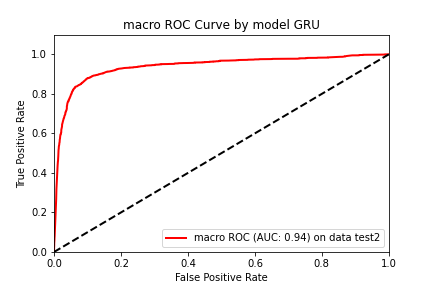 macro ROC Curve by model GRU
True Positive Rate
1.0
0.8
0.6
0.4
0.2
0.0
macro ROC (AUC: 0.94) on data test2
0.0 0.2 0.4 0.6 0.8 1.0
False Positive Rate